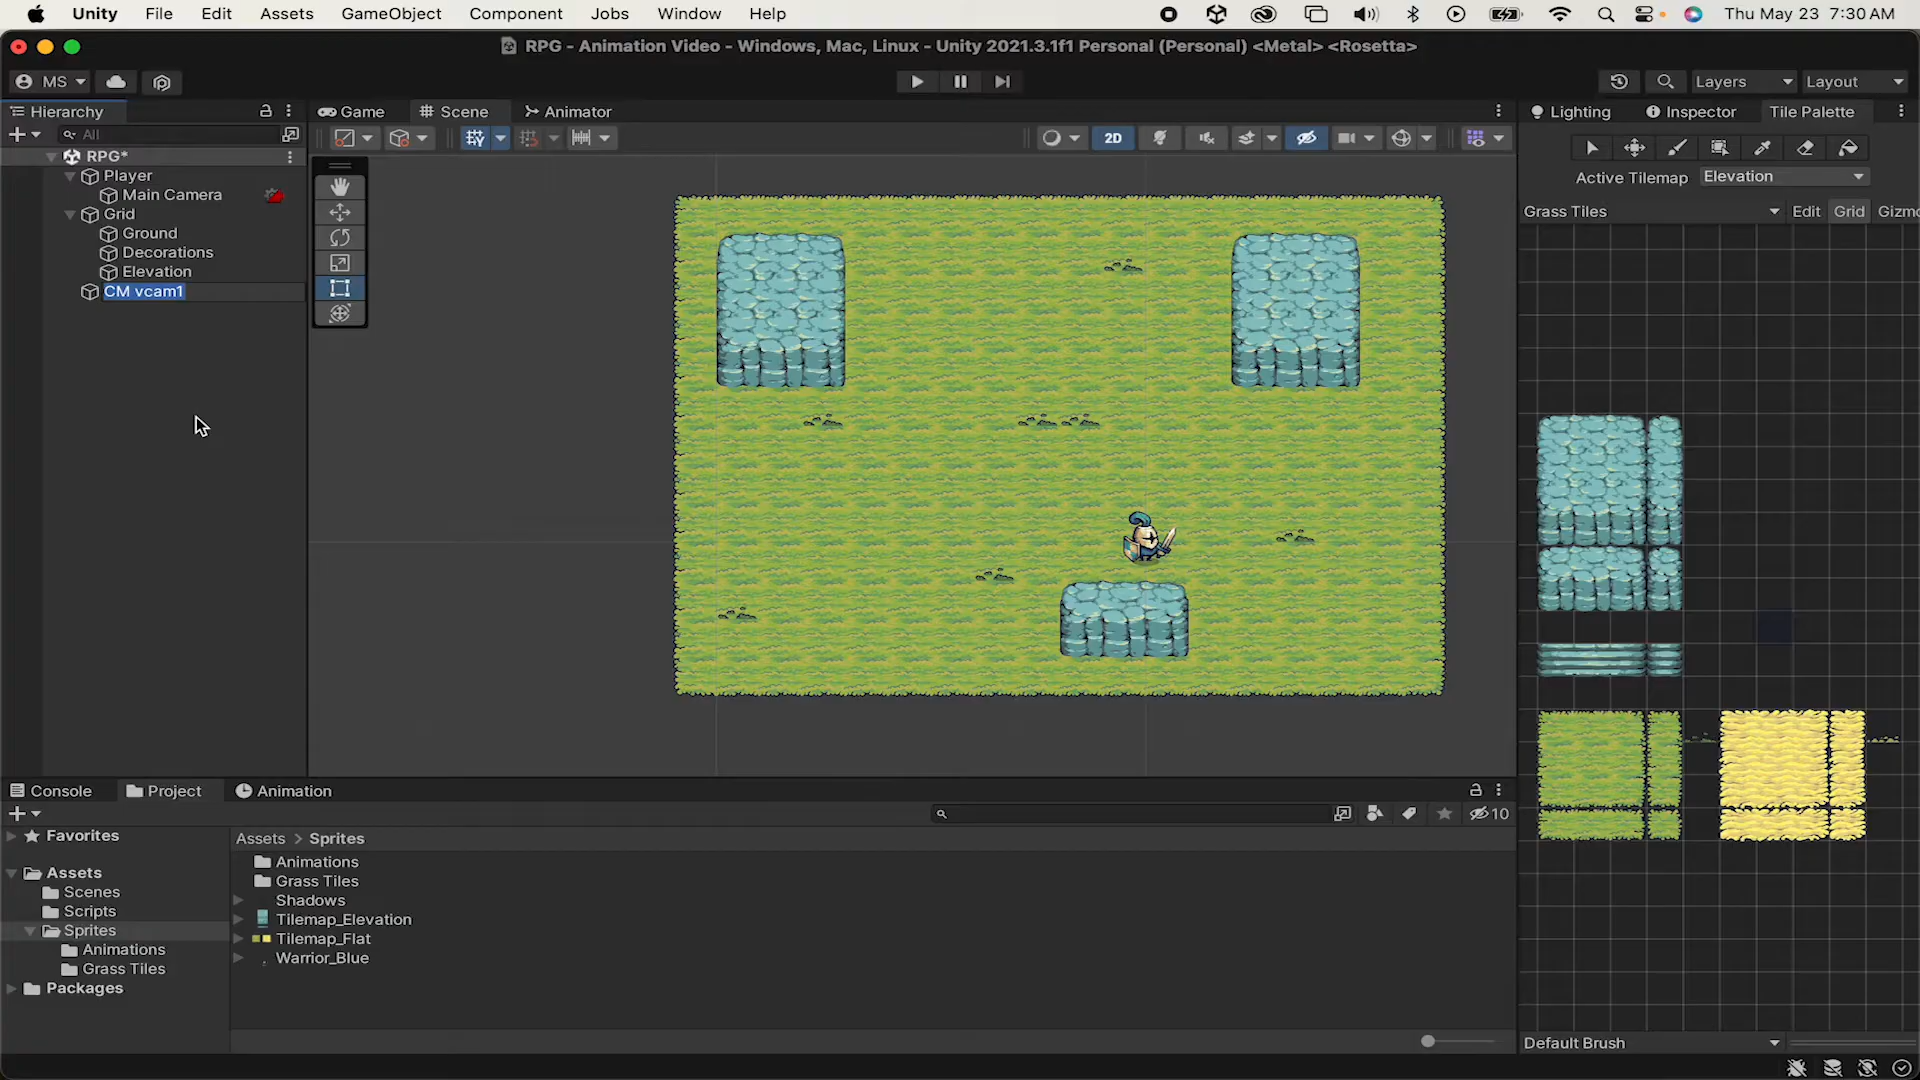 Unity File Edit Assets GameObject Component Jobs Window Help Thu May 23 7:30 AM
RPG - Animation Video - Windows, Mac, Linux - Unity 2021.3.1f1 Personal (Personal) <Metal> <Rosetta>
MS Layers Layout
Hierarchy Game Scene Animator Lighting Inspector Tile Palette
All 2D
RPG*
Player
Main Camera
Grid
Ground
Decorations
Elevation
CM vcam1
Active Tilemap Elevation
Grass Tiles Edit Grid Gizmo
Console Project Animation
10
Favorites
Assets
Scenes
Scripts
Sprites
Animations
Grass Tiles
Packages
Assets > Sprites
Animations
Grass Tiles
Shadows
Tilemap_Elevation
Tilemap_Flat
Warrior_Blue
Default Brush